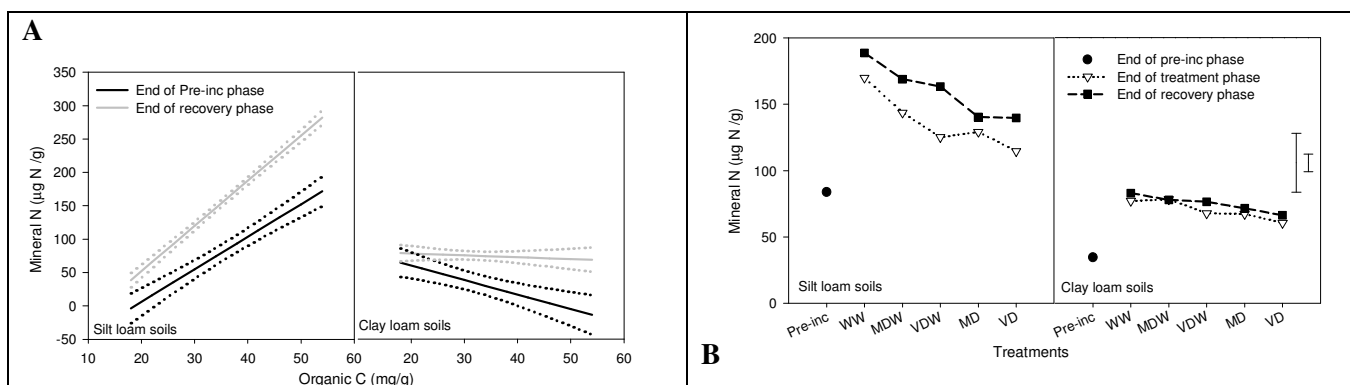 A
Mineral N (µg N /g)
350
300
250
200
150
100
50
0
-50
End of Pre-inc phase
End of recovery phase
Silt loam soils
Clay loam soils
10 20 30 40 50 60 20 30 40 50 60
Organic C (mg/g)
B
Mineral N (µg N /g)
200
150
100
50
0
End of pre-inc phase
End of treatment phase
End of recovery phase
Silt loam soils
Clay loam soils
Pre-inc WW MDW VDW MD VD Pre-inc WW MDW VDW MD VD
Treatments